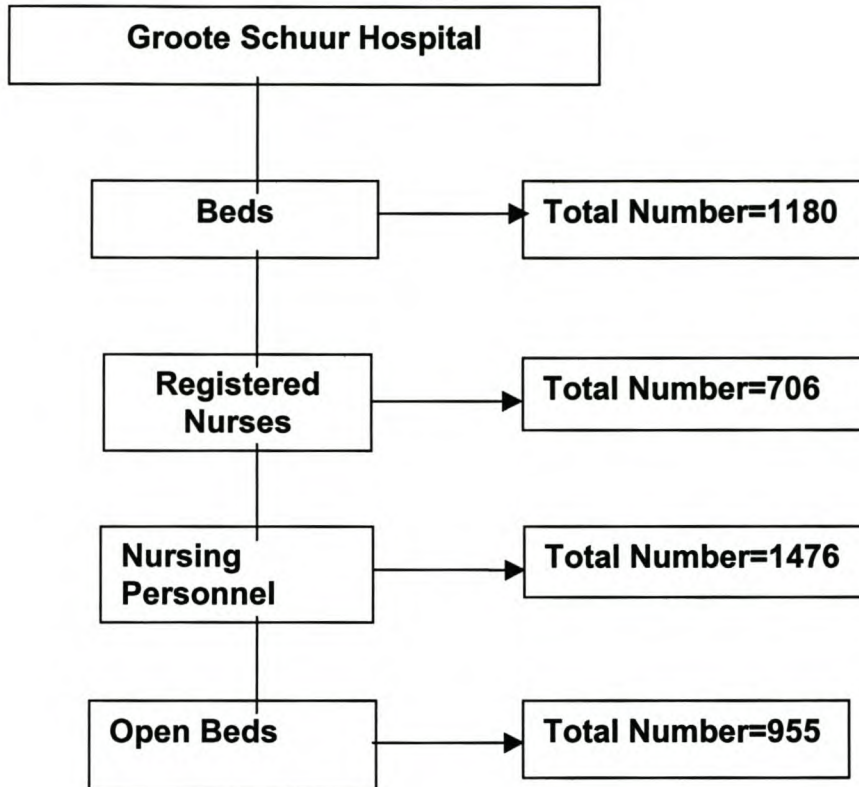 Groote Schuur Hospital
Beds
Total Number=1180
Registered
Nurses
Total Number=706
Nursing
Personnel
Total Number=1476
Open Beds
Total Number=955